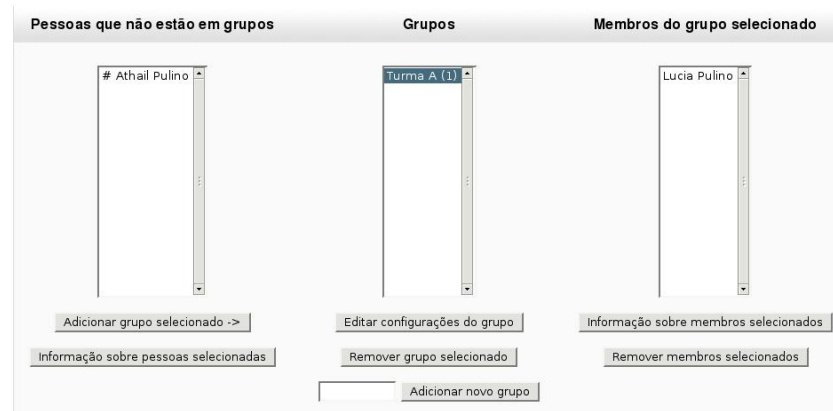 Pessoas que não estão em grupos
Grupos
Membros do grupo selecionado
# Athail Pulino
Turma A (1)
Lucia Pulino
Adicionar grupo selecionado ->
Editar configurações do grupo
Informação sobre membros selecionados
Informação sobre pessoas selecionadas
Remover grupo selecionado
Remover membros selecionados
Adicionar novo grupo